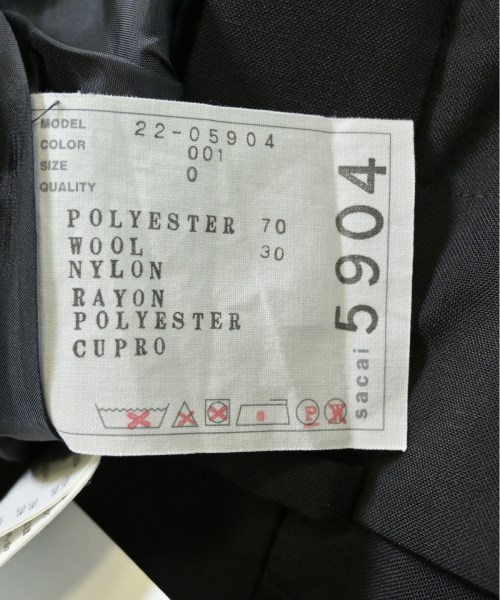 MODEL 22-05904
COLOR 001
SIZE 0
QUALITY
POLYESTER 70
WOOL 30
NYLON
RAYON
POLYESTER
CUPRO
P W
sacai 5904